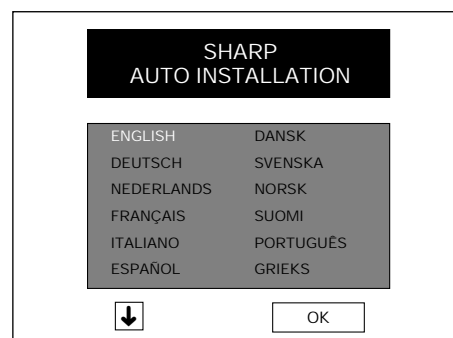 SHARP
AUTO INSTALLATION
ENGLISH DANSK
DEUTSCH SVENSKA
NEDERLANDS NORSK
FRANÇAIS SUOMI
ITALIANO PORTUGUÊS
ESPAÑOL GRIEKS
OK